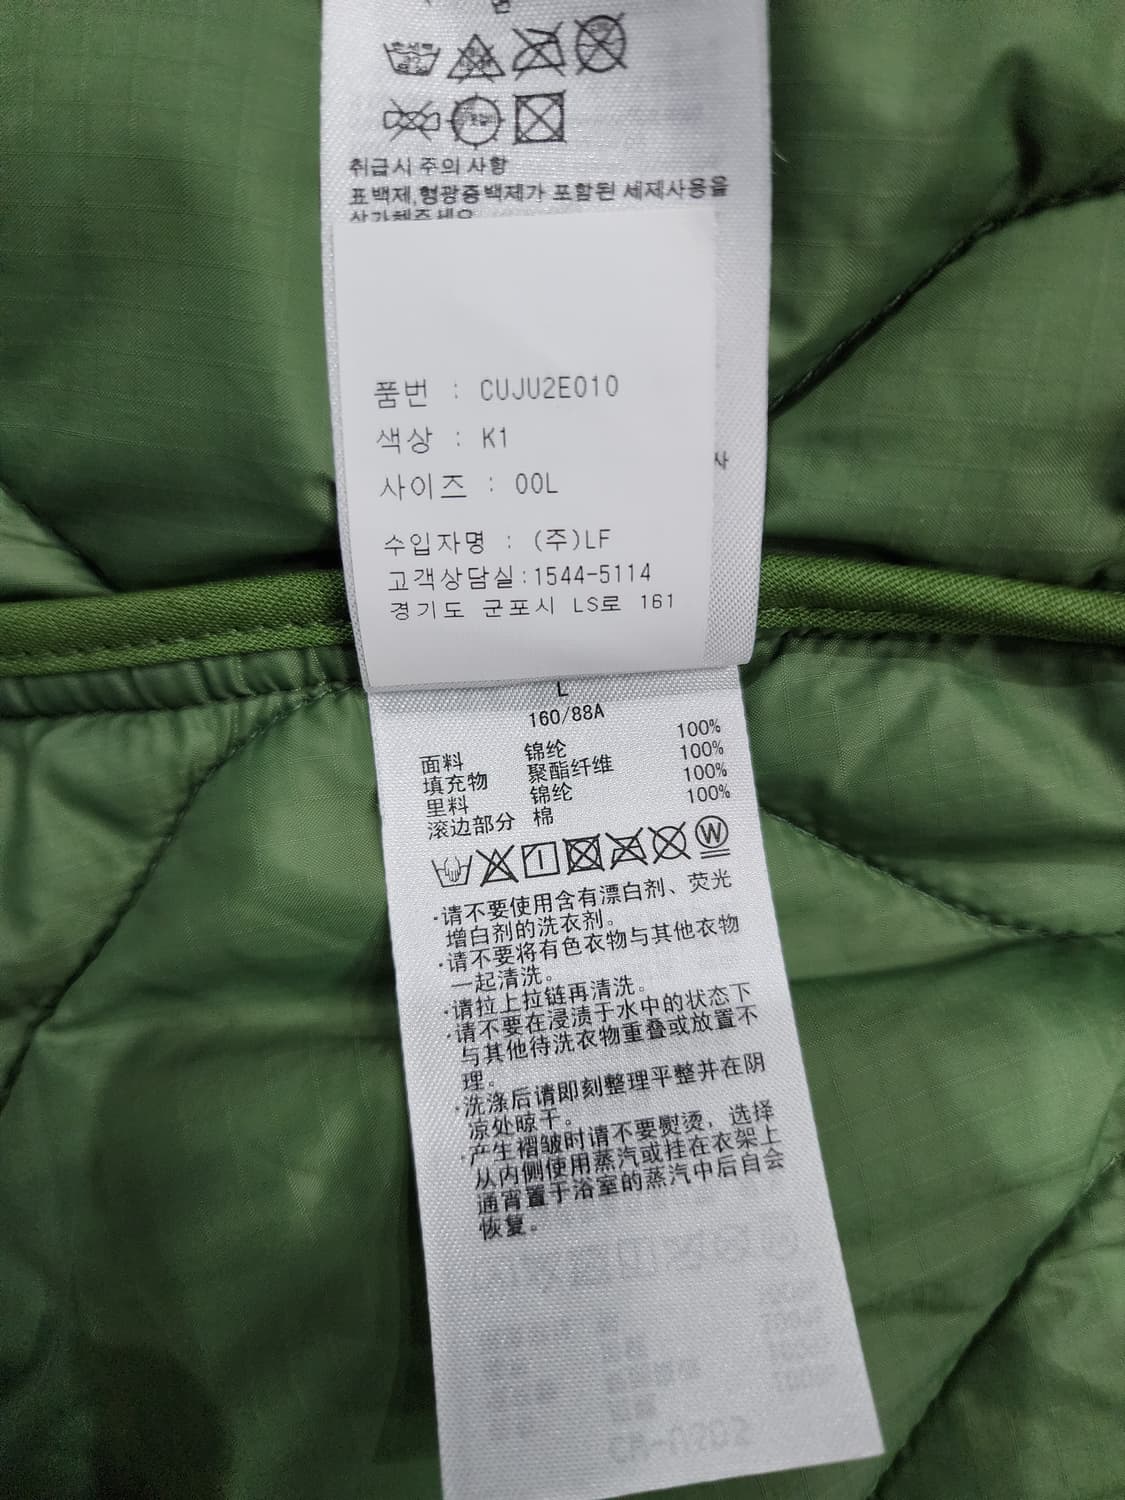 취급시 주의 사항
표백제,형광증백제가 포함된 세제사용을
삼가해주세요
품번 : CUJU2E010
색상 : K1
사이즈 : 00L
사
수입자명 : (주)LF
고객상담실:1544-5114
경기도 군포시 LS로 161
L
160/88A
面料 锦纶 100%
填充物 聚酯纤维 100%
里料 锦纶 100%
滚边部分 棉 100%
W
·请不要使用含有漂白剂、荧光
增白剂的洗衣剂。
·请不要将有色衣物与其他衣物
一起清洗。
·请拉上拉链再清洗。
·请不要在浸渍于水中的状态下
与其他待洗衣物重叠或放置不
理。
·洗涤后请即刻整理平整并在阴
凉处晾干。
·产生褶皱时请不要熨烫，选择
从内侧使用蒸汽或挂在衣架上
通宵置于浴室的蒸汽中后自会
恢复。